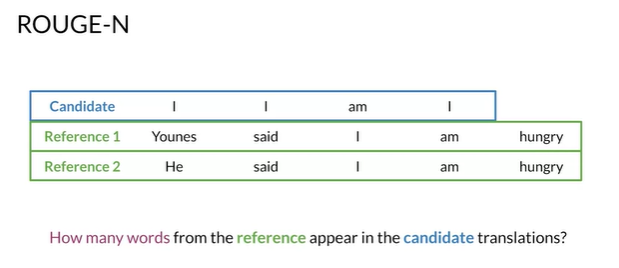 ROUGE-N
Candidate I I am I
Reference 1 Younes said I am hungry
Reference 2 He said I am hungry
How many words from the reference appear in the candidate translations?